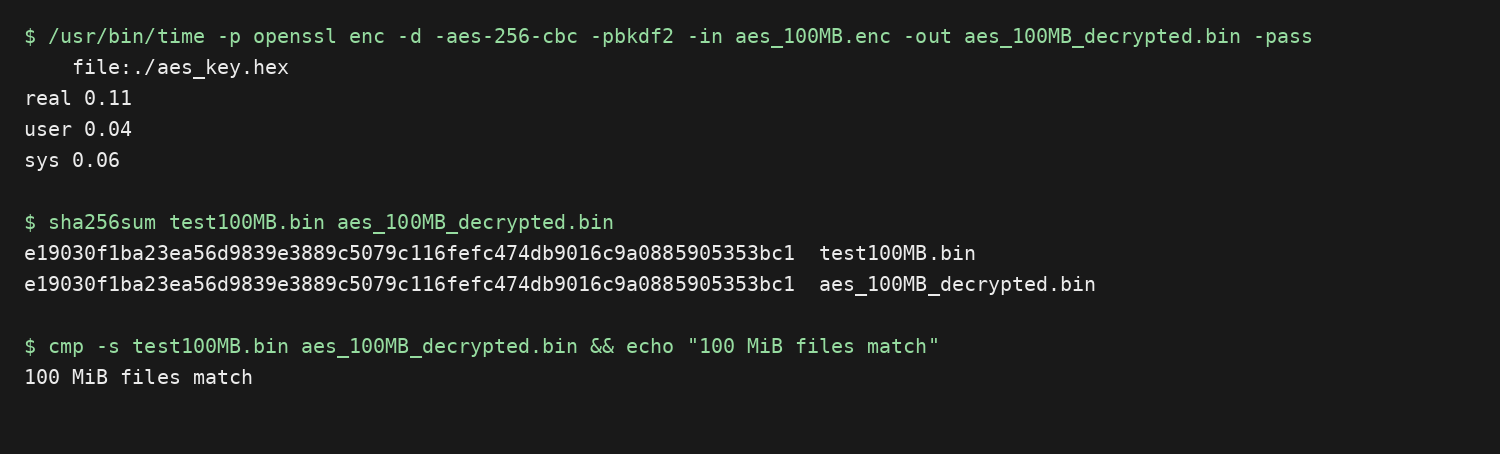 $ /usr/bin/time -p openssl enc -d -aes-256-cbc -pbkdf2 -in aes_100MB.enc -out aes_100MB_decrypted.bin -pass
file:./aes_key.hex
real 0.11
user 0.04
sys 0.06
$ sha256sum test100MB.bin aes_100MB_decrypted.bin
e19030f1ba23ea56d9839e3889c5079c116fefc474db9016c9a0885905353bc1  test100MB.bin
e19030f1ba23ea56d9839e3889c5079c116fefc474db9016c9a0885905353bc1  aes_100MB_decrypted.bin
$ cmp -s test100MB.bin aes_100MB_decrypted.bin && echo "100 MiB files match"
100 MiB files match